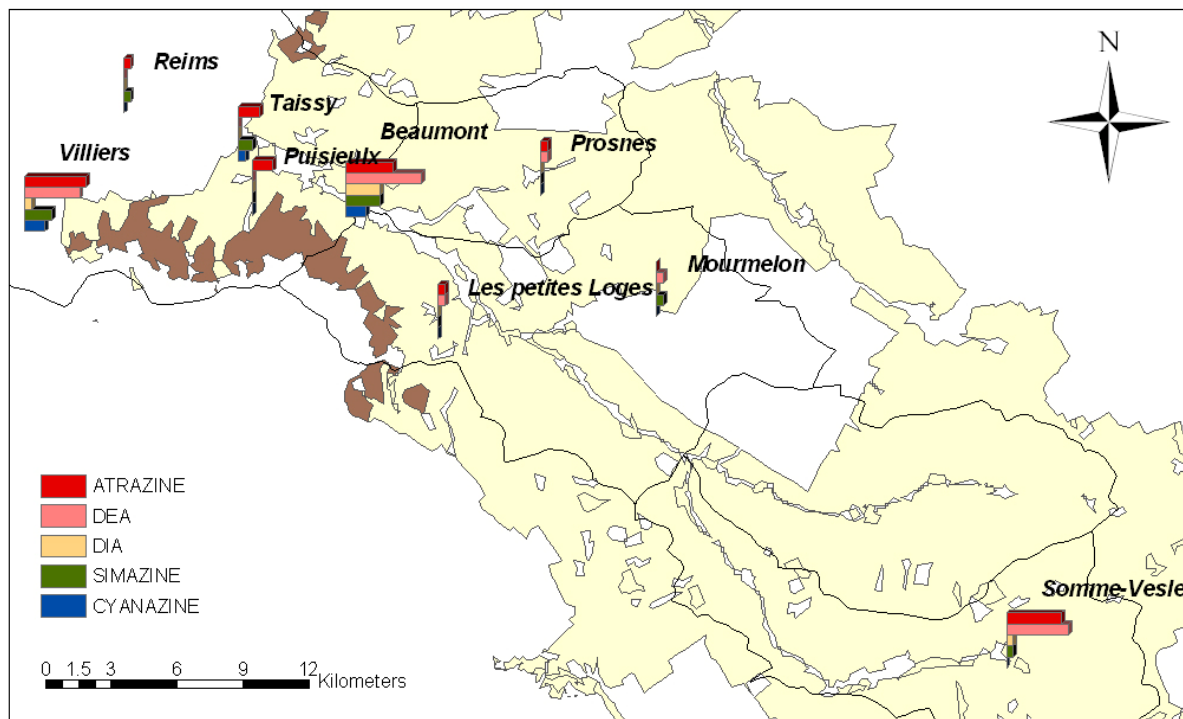 N
Reims
Taissy
Beaumont
Villiers
Puisieulx
Prosnes
Mourmelon
Les petites Loges
ATRAZINE
DEA
DIA
SIMAZINE
CYANAZINE
Somme-Vesle
0 1.5 3 6 9 12
Kilometers